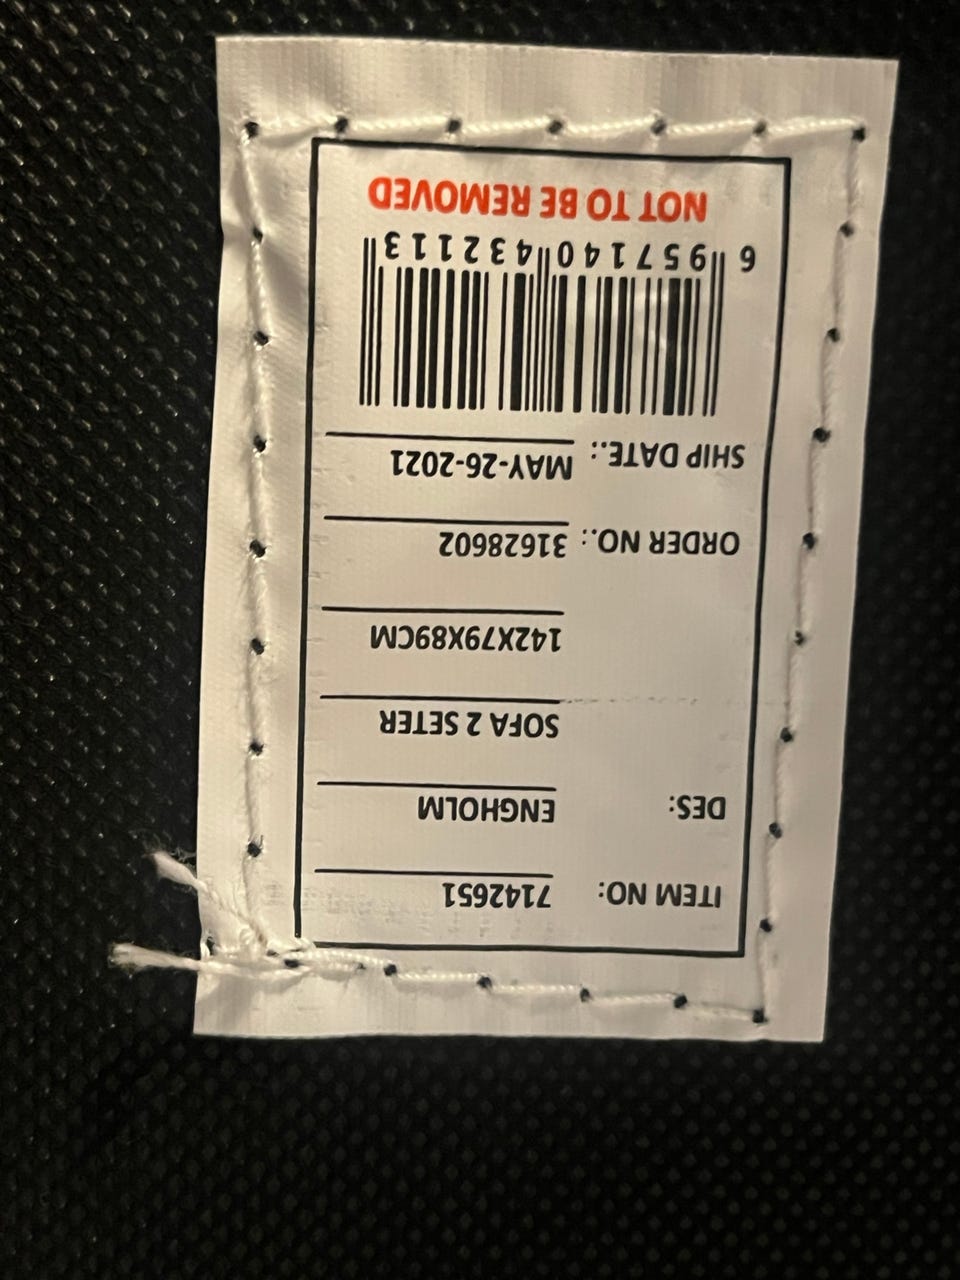 ITEM NO: 7142651
DES: ENGHOLM
SOFA 2 SETER
142X79X89CM
ORDER NO.: 31628602
SHIP DATE.: MAY-26-2021
6 957140 432113
NOT TO BE REMOVED